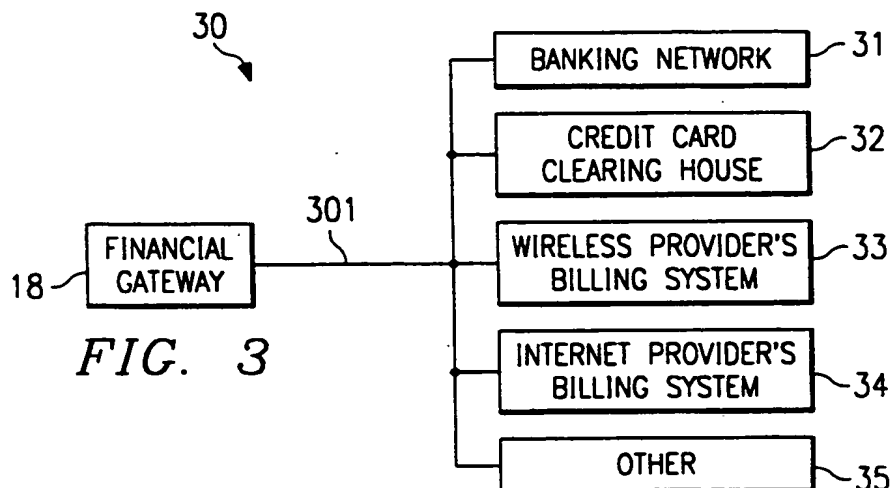 30
BANKING NETWORK
31
CREDIT CARD
CLEARING HOUSE
32
301
FINANCIAL
GATEWAY
18
WIRELESS PROVIDER'S
BILLING SYSTEM
33
FIG. 3
INTERNET PROVIDER'S
BILLING SYSTEM
34
OTHER
35